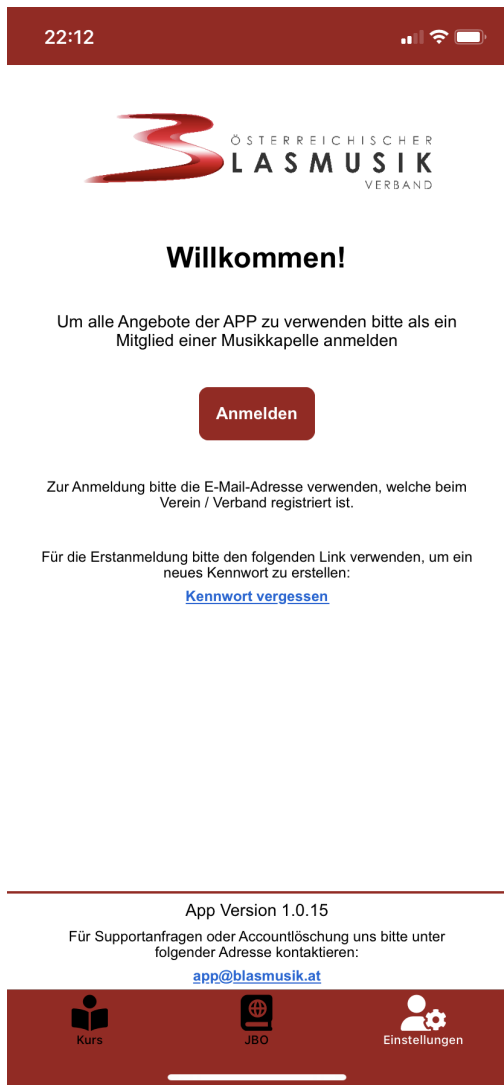 22:12
ÖSTERREICHISCHER
BLASMUSIK
VERBAND
Willkommen!
Um alle Angebote der APP zu verwenden bitte als ein
Mitglied einer Musikkapelle anmelden
Anmelden
Zur Anmeldung bitte die E-Mail-Adresse verwenden, welche beim
Verein / Verband registriert ist.
Für die Erstanmeldung bitte den folgenden Link verwenden, um ein
neues Kennwort zu erstellen:
Kennwort vergessen
App Version 1.0.15
Für Supportanfragen oder Accountlöschung uns bitte unter
folgender Adresse kontaktieren:
app@blasmusik.at
Kurs
JBO
Einstellungen